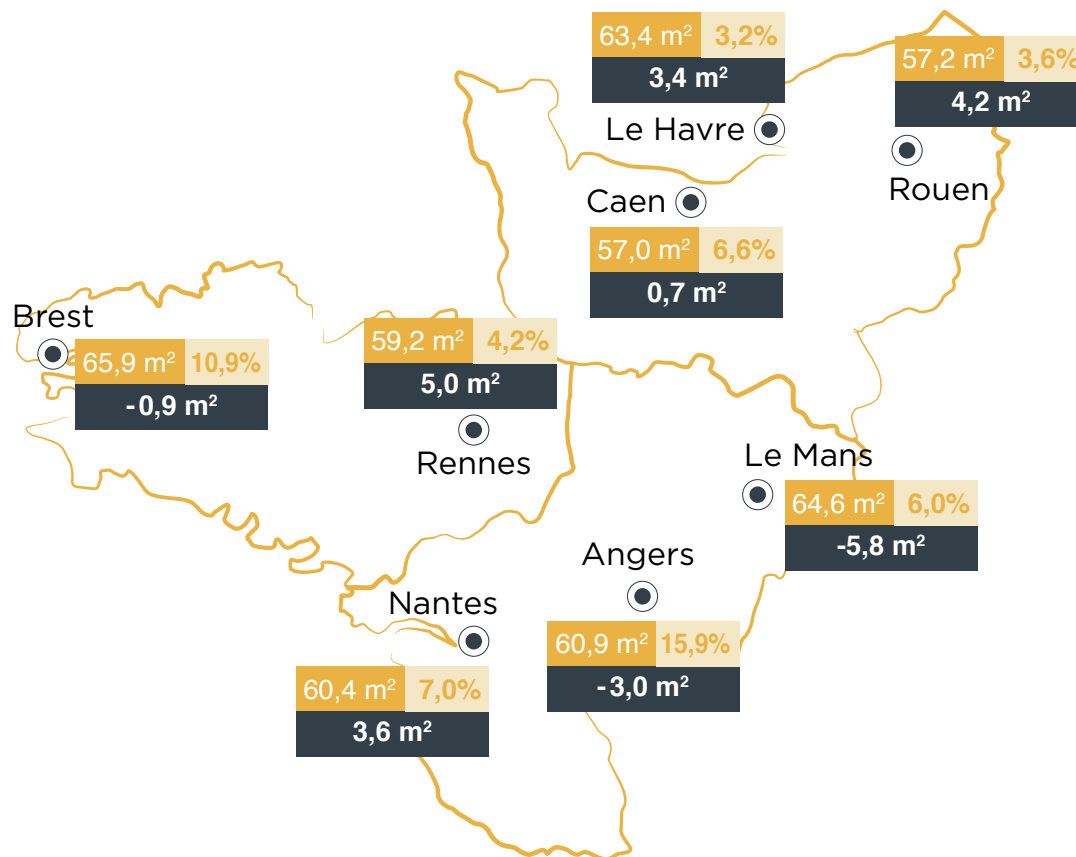 63,4 m² 3,2%
3,4 m²
Le Havre
57,2 m² 3,6%
4,2 m²
Rouen
Caen
57,0 m² 6,6%
0,7 m²
Brest
65,9 m² 10,9%
-0,9 m²
59,2 m² 4,2%
5,0 m²
Rennes
Le Mans
64,6 m² 6,0%
-5,8 m²
Angers
60,9 m² 15,9%
-3,0 m²
Nantes
60,4 m² 7,0%
3,6 m²